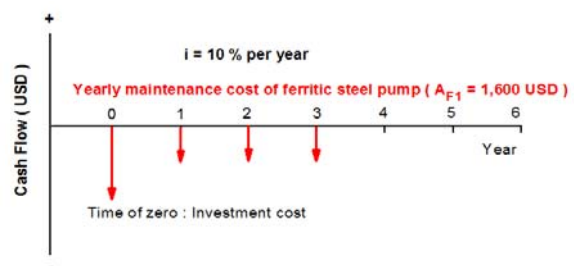 +
i = 10 % per year
Yearly maintenance cost of ferritic steel pump ( A_F1 = 1,600 USD )
0 1 2 3 4 5 6
Year
Cash Flow ( USD )
Time of zero : Investment cost